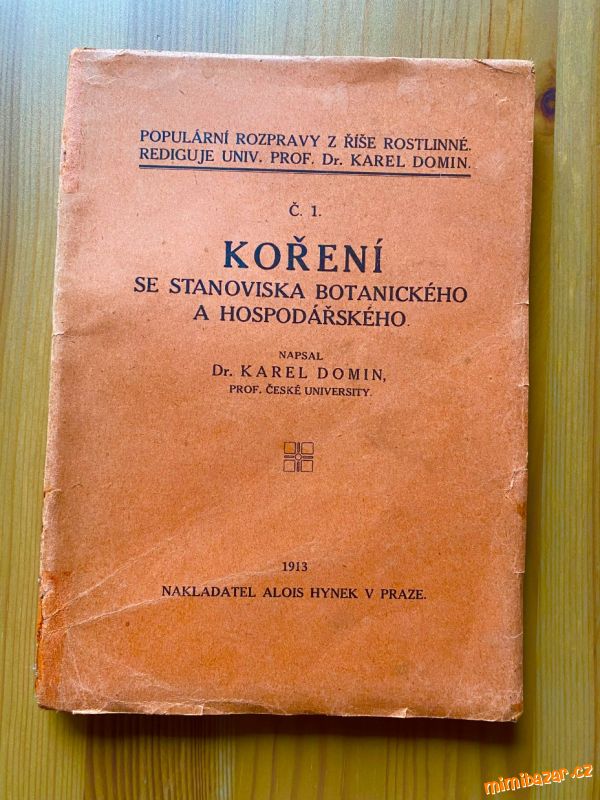 POPULÁRNÍ ROZPRAVY Z ŘÍŠE ROSTLINNÉ.
REDIGUJE UNIV. PROF. Dr. KAREL DOMIN.
Č. 1.
KOŘENÍ
SE STANOVISKA BOTANICKÉHO
A HOSPODÁŘSKÉHO.
NAPSAL
Dr. KAREL DOMIN,
PROF. ČESKÉ UNIVERSITY.
1913
NAKLADATEL ALOIS HYNEK V PRAZE.
mimibazar.cz